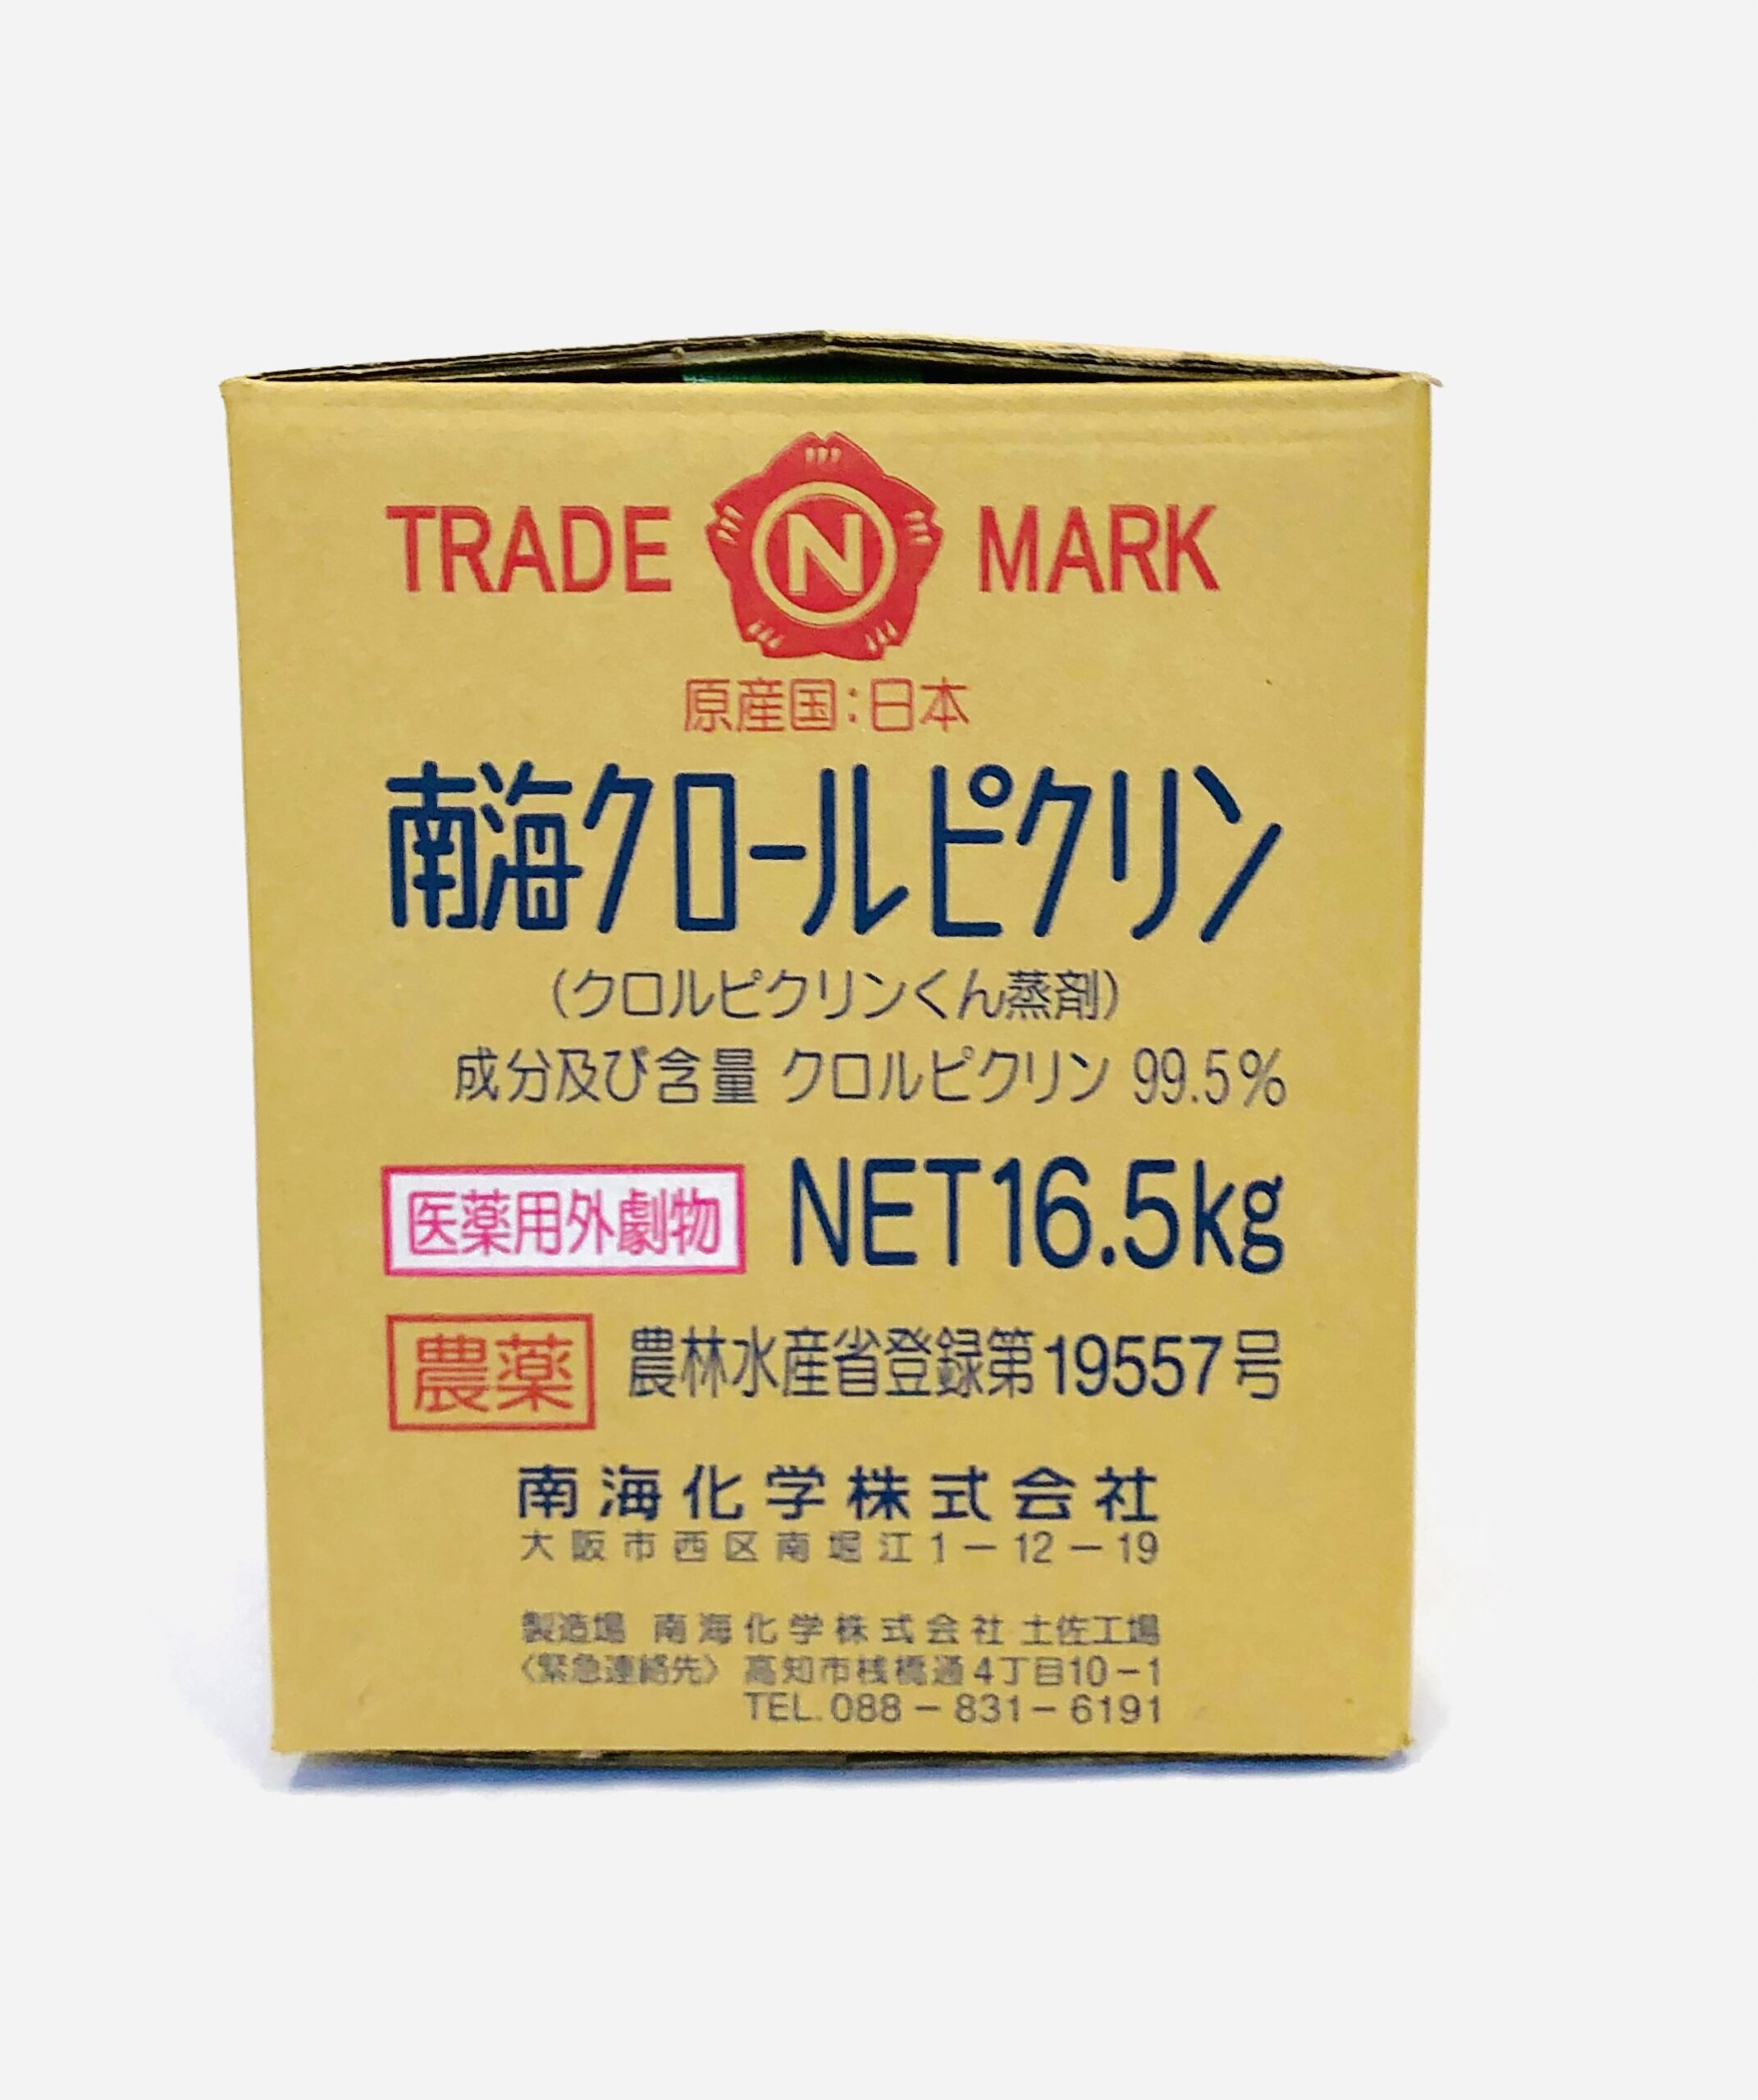 TRADE N MARK
原産国:日本
南海クロールピクリン
(クロルピクリンくん蒸剤)
成分及び含量 クロルピクリン 99.5%
医薬用外劇物 NET16.5kg
農薬 農林水産省登録第19557号
南海化学株式会社
大阪市西区南堀江1－12－19
製造場 南海化学株式会社 土佐工場
〈緊急連絡先〉 高知市桟橋通4丁目10－1
TEL.088－831－6191